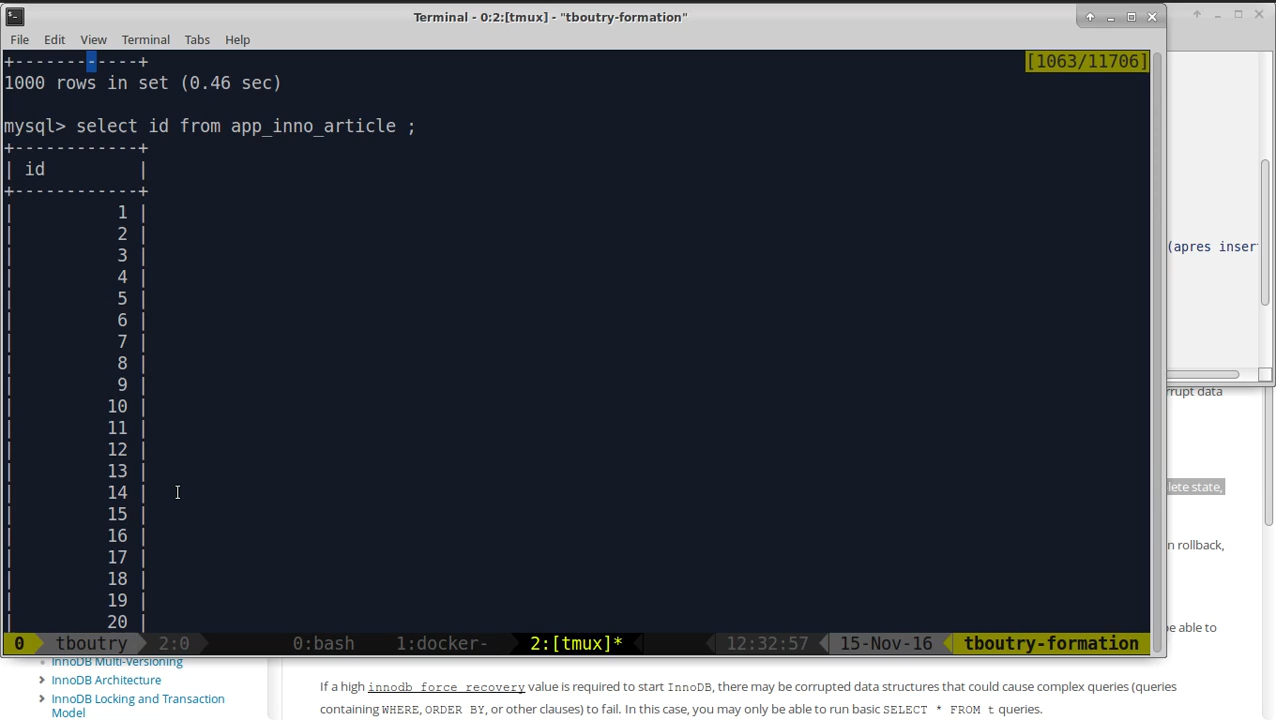 Terminal - 0:2:[tmux] - "tboutry-formation"
File Edit View Terminal Tabs Help
+------------+
[1063/11706]
1000 rows in set (0.46 sec)
mysql> select id from app_inno_article ;
+------------+
| id |
+------------+
| 1 |
| 2 |
| 3 |
| 4 |
| 5 |
| 6 |
| 7 |
| 8 |
| 9 |
| 10 |
| 11 |
| 12 |
| 13 |
| 14 |
| 15 |
| 16 |
| 17 |
| 18 |
| 19 |
| 20 |
0 tboutry 2:0 0:bash 1:docker- 2:[tmux]* 12:32:57 15-Nov-16 tboutry-formation
(apres inser
data
state,
rollback,
be able to
InnoDB Multi-Versioning
InnoDB Architecture
InnoDB Locking and Transaction
Model
If a high innodb_force_recovery value is required to start InnoDB, there may be corrupted data structures that could cause complex queries (queries
containing WHERE, ORDER BY, or other clauses) to fail. In this case, you may only be able to run basic SELECT * FROM t queries.